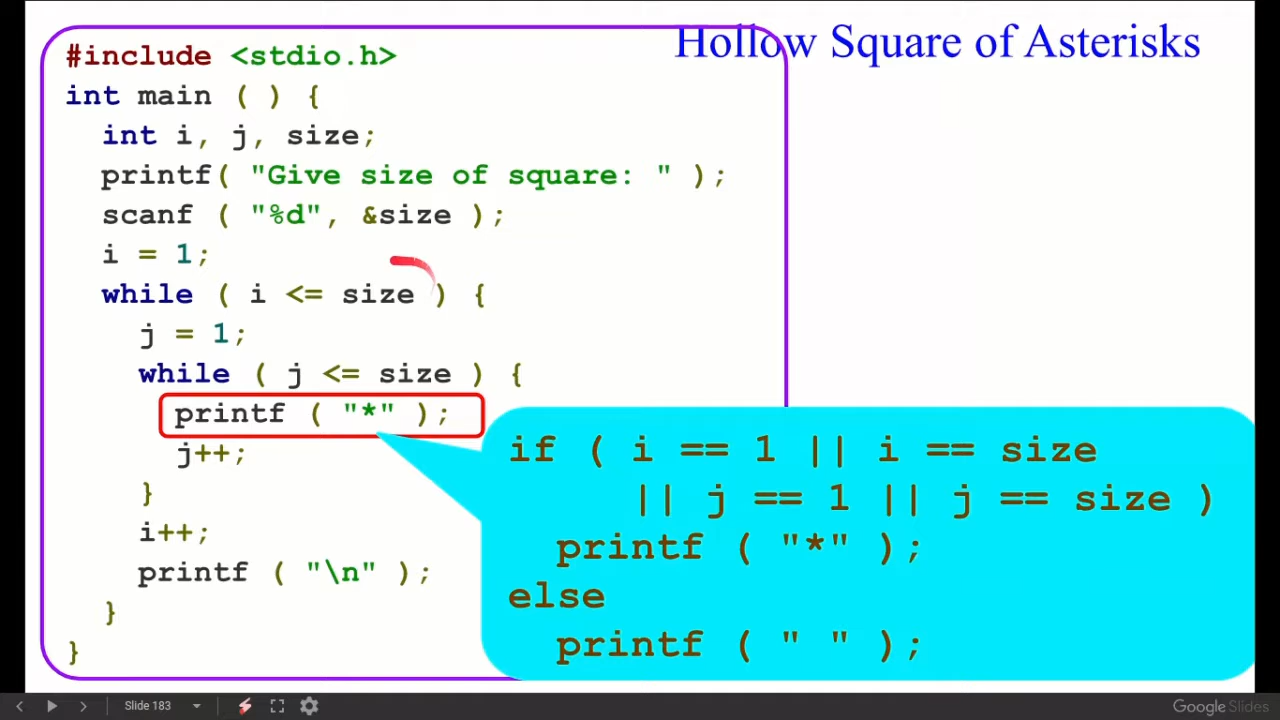 Hollow Square of Asterisks
#include <stdio.h>
int main ( ) {
int i, j, size;
printf( "Give size of square: " );
scanf ( "%d", &size );
i = 1;
while ( i <= size ) {
j = 1;
while ( j <= size ) {
printf ( "*" );
j++;
}
i++;
printf ( "\n" );
}
}
if ( i == 1 || i == size
|| j == 1 || j == size )
printf ( "*" );
else
printf ( " " );
Slide 183
Google Slides